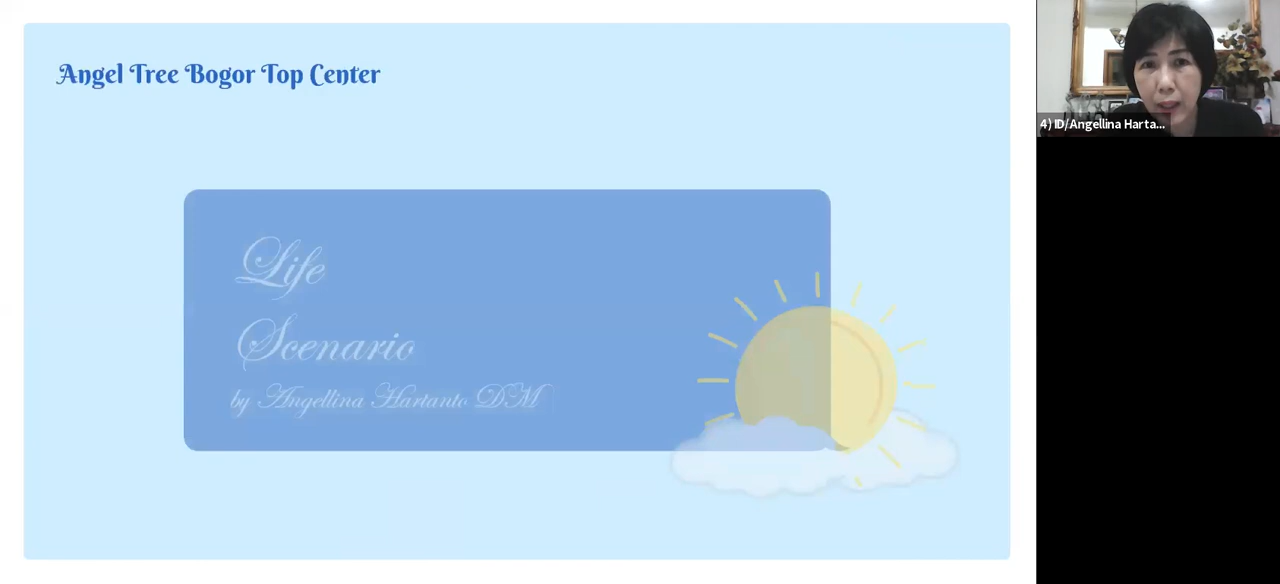 Angel Tree Bogor Top Center
Life
Scenario
by Angellina Hartanto DM
4) ID/Angellina Harta...